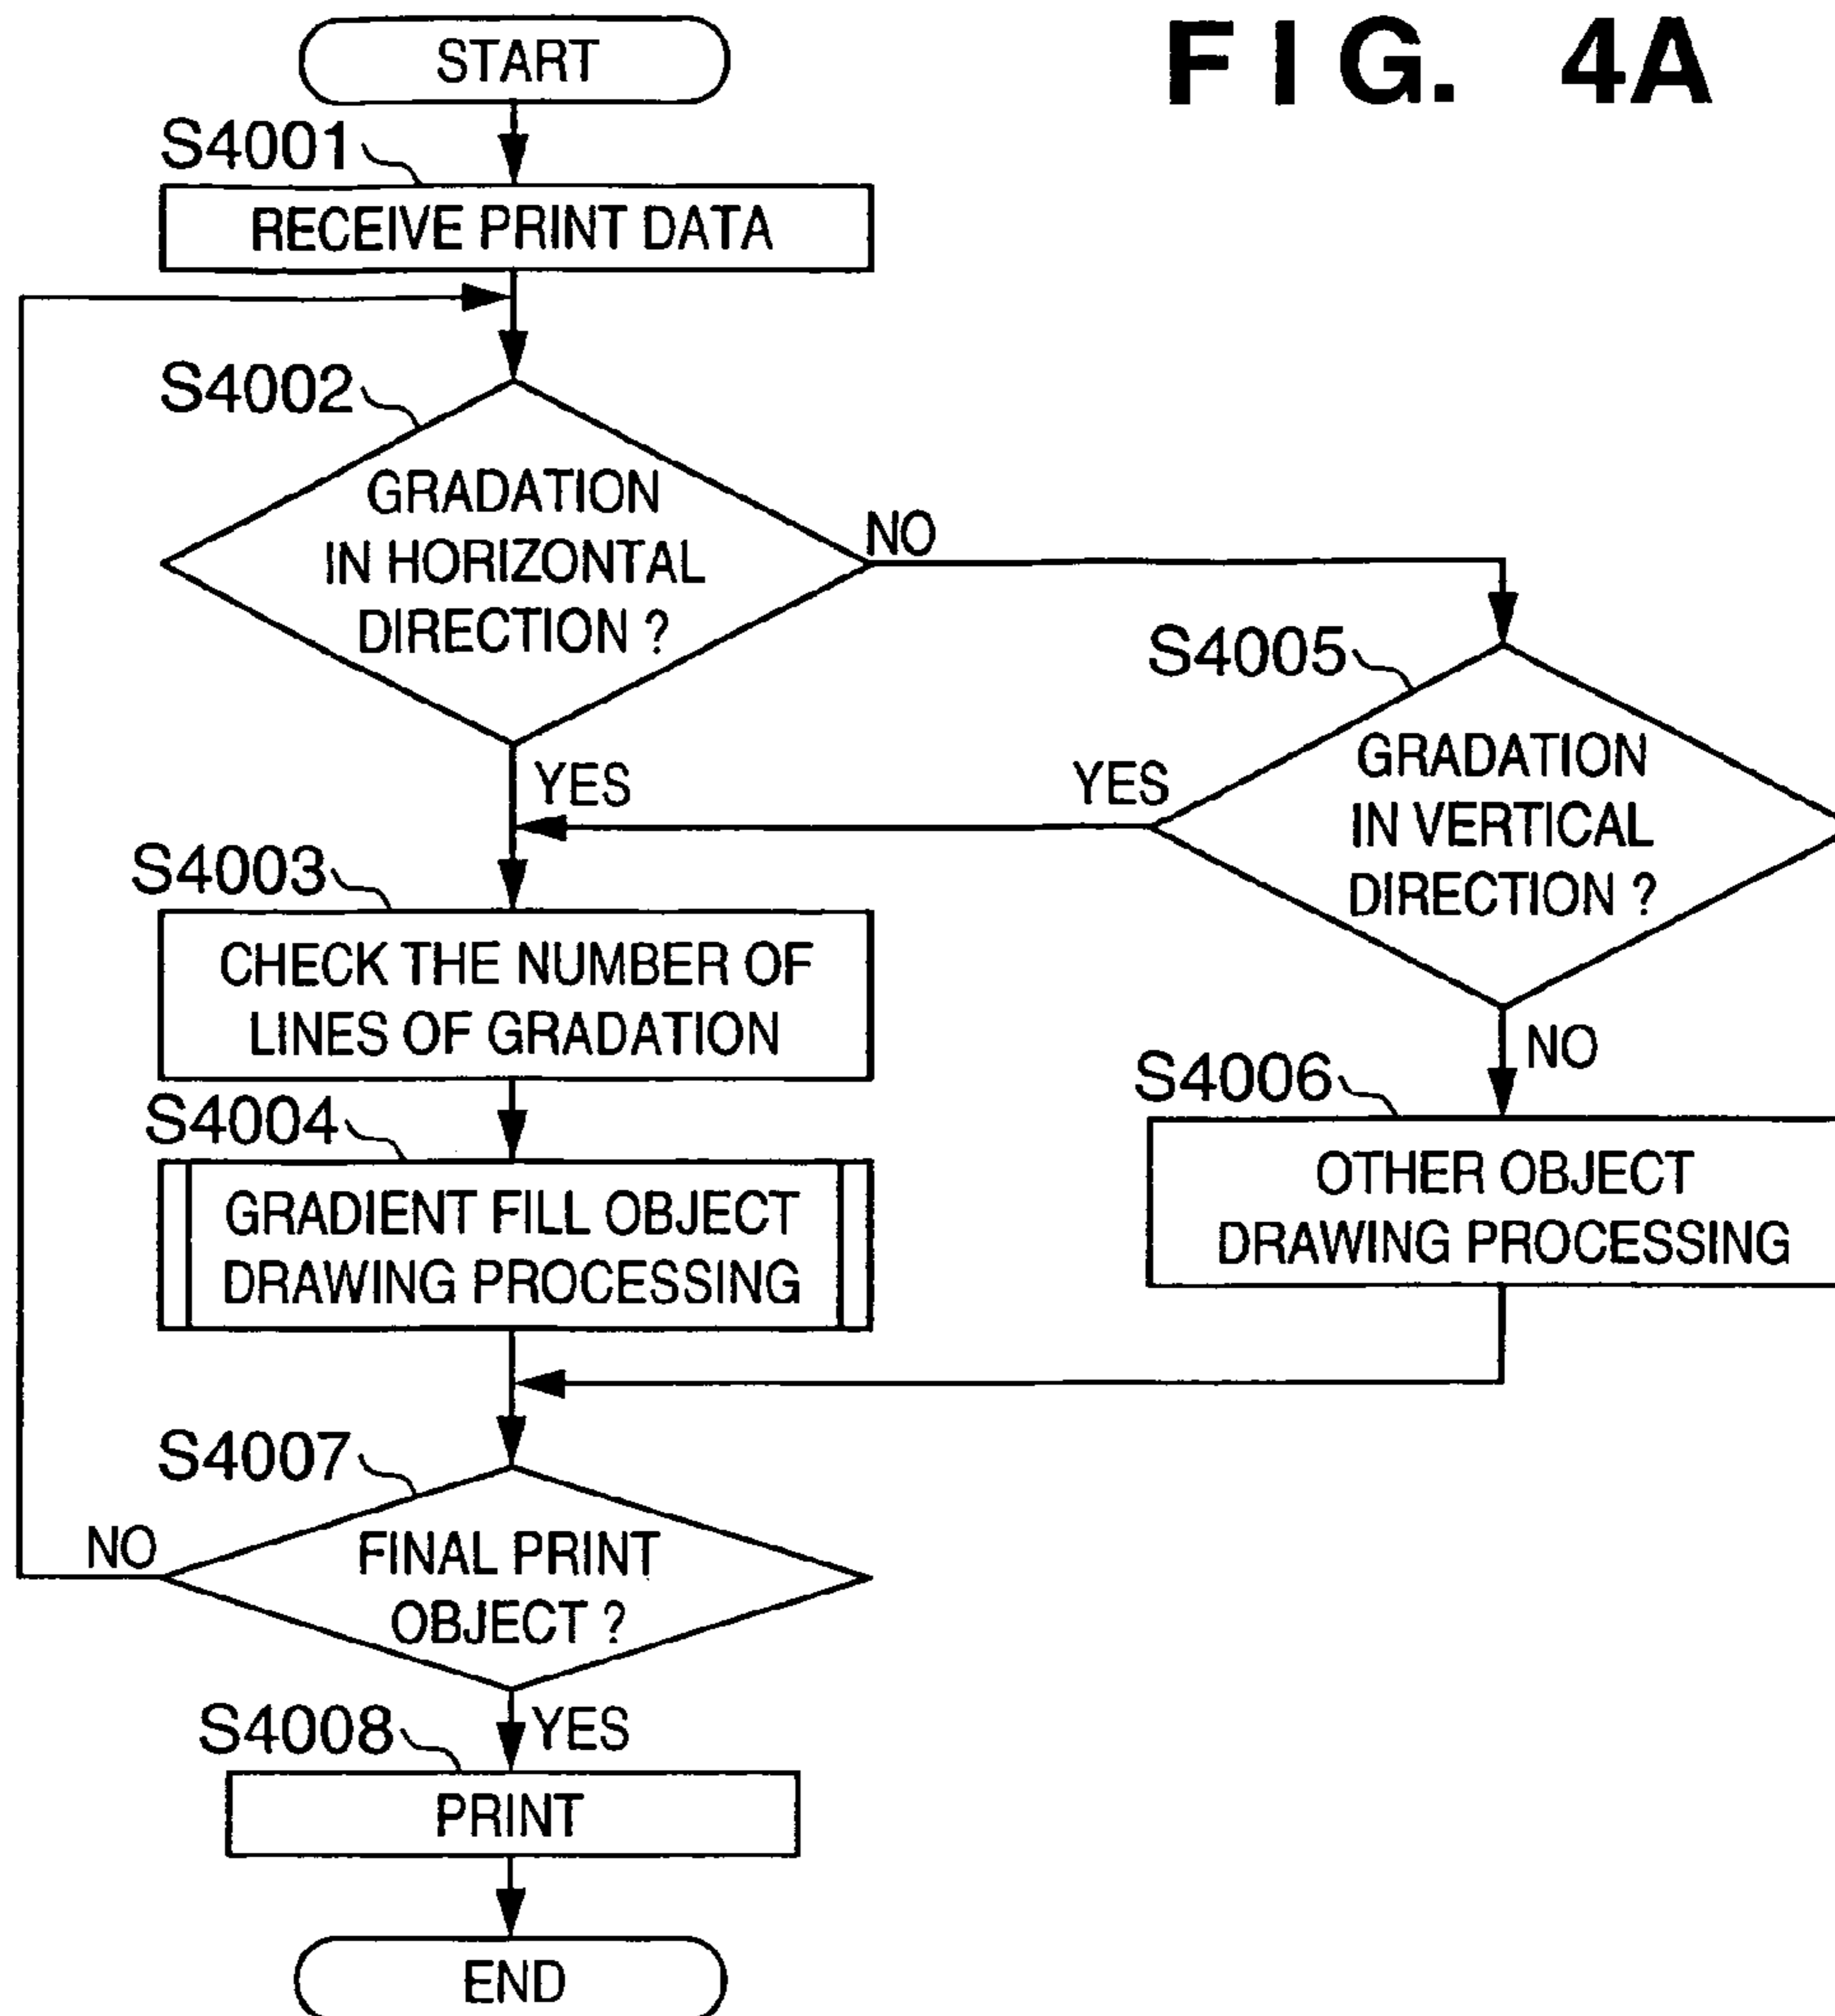 FIG. 4A
START
S4001
RECEIVE PRINT DATA
S4002
GRADATION
IN HORIZONTAL
DIRECTION ?
NO
YES
S4005
GRADATION
IN VERTICAL
DIRECTION ?
YES
NO
S4003
CHECK THE NUMBER OF
LINES OF GRADATION
S4004
GRADIENT FILL OBJECT
DRAWING PROCESSING
S4006
OTHER OBJECT
DRAWING PROCESSING
S4007
FINAL PRINT
OBJECT ?
NO
YES
S4008
PRINT
END